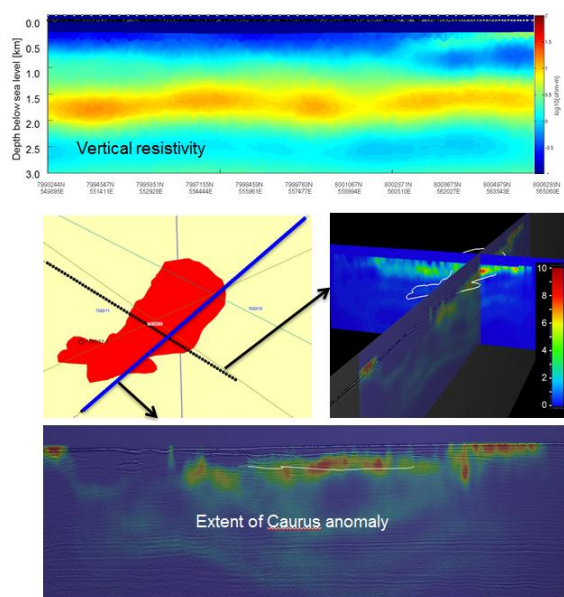 0.0
0.5
1.0
1.5
2.0
2.5
3.0
Depth below sea level [km]
Vertical resistivity
log10(ohm-m)
7993244N
549895E
7994547N
551411E
7995851N
552928E
7997155N
554444E
7998459N
555961E
7999763N
557477E
8001067N
558994E
8002371N
560510E
8003675N
562027E
8004979N
563543E
8006283N
565060E
10
8
6
4
2
0
Extent of Caurus anomaly